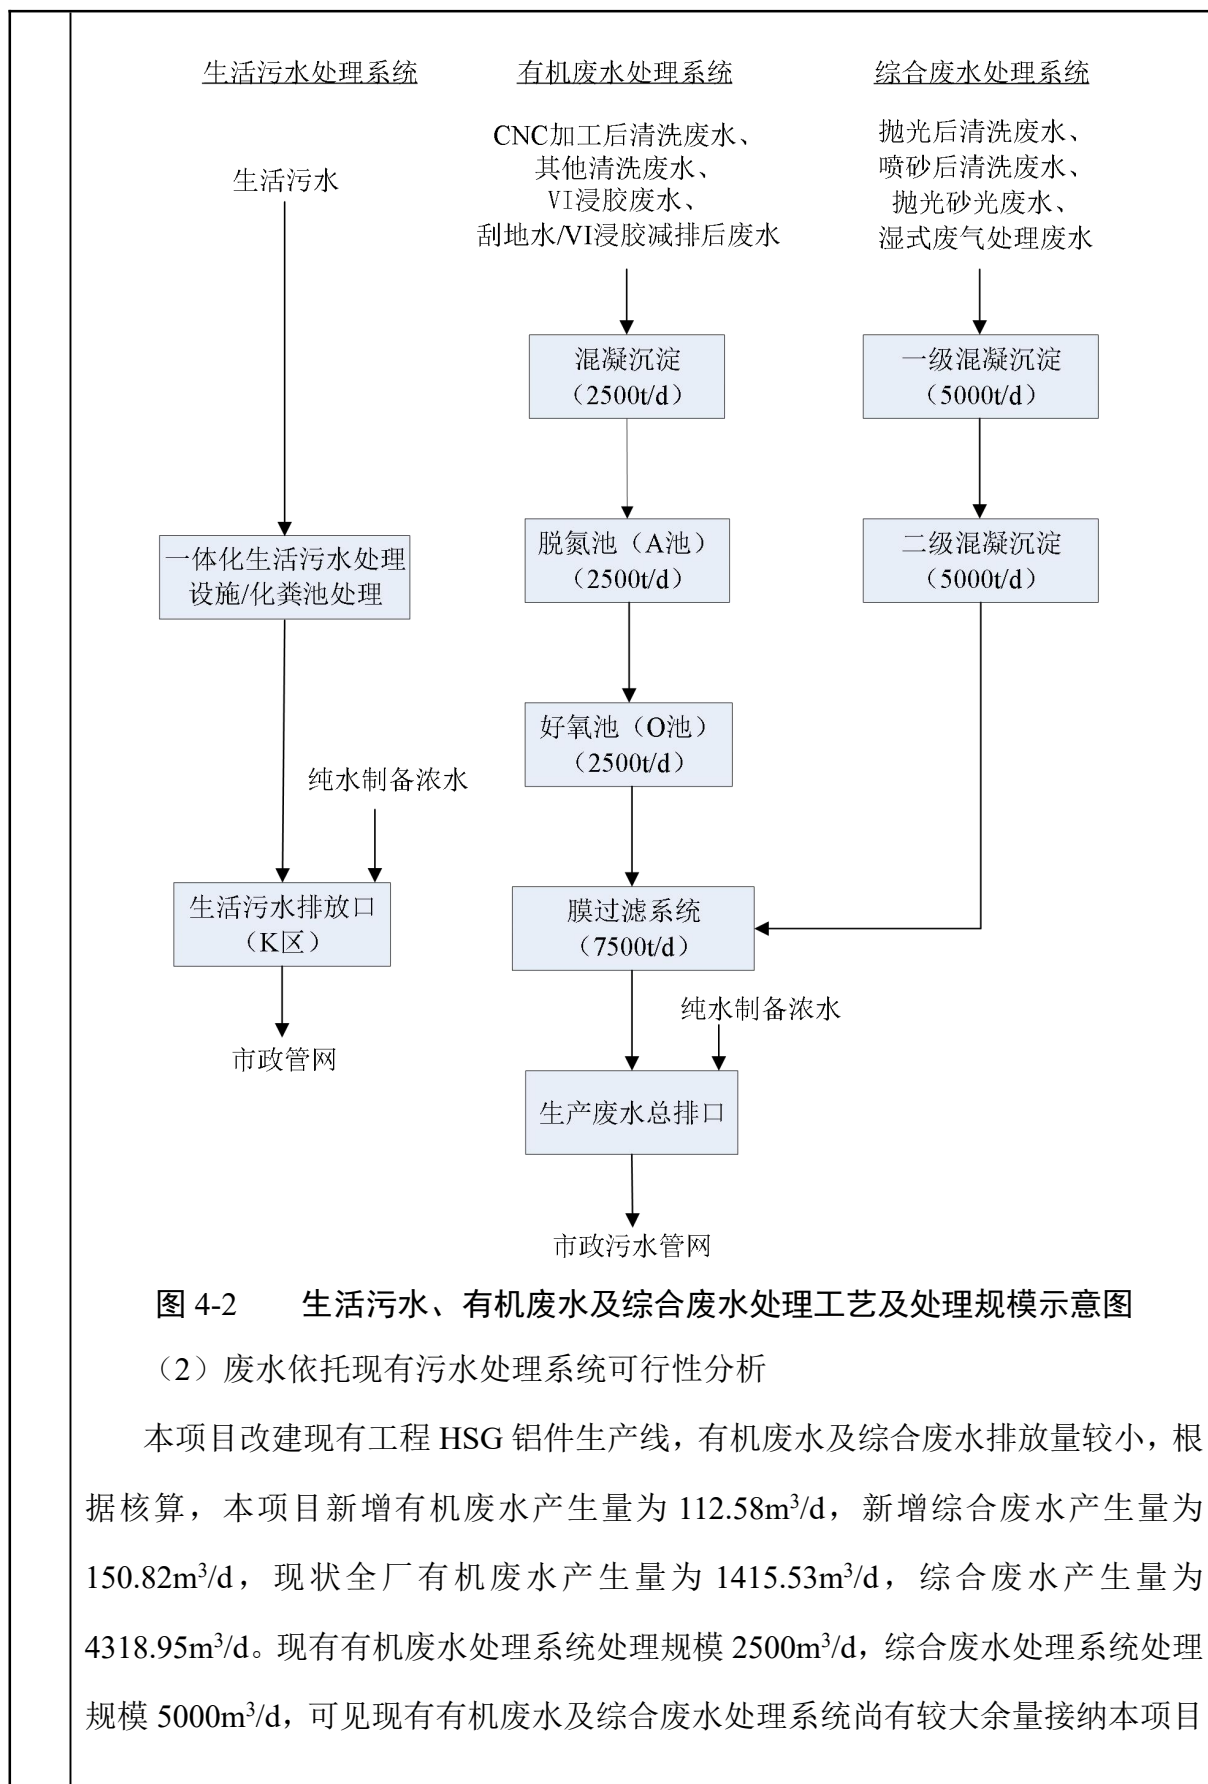 生活污水处理系统
生活污水
一体化生活污水处理
设施/化粪池处理
纯水制备浓水
生活污水排放口
（K区）
市政管网
有机废水处理系统
CNC加工后清洗废水、
其他清洗废水、
VI浸胶废水、
刮地水/VI浸胶减排后废水
混凝沉淀
（2500t/d）
脱氮池（A池）
（2500t/d）
好氧池（O池）
（2500t/d）
膜过滤系统
（7500t/d）
纯水制备浓水
生产废水总排口
市政污水管网
综合废水处理系统
抛光后清洗废水、
喷砂后清洗废水、
抛光砂光废水、
湿式废气处理废水
一级混凝沉淀
（5000t/d）
二级混凝沉淀
（5000t/d）
图 4-2 生活污水、有机废水及综合废水处理工艺及处理规模示意图
（2）废水依托现有污水处理系统可行性分析
本项目改建现有工程 HSG 铝件生产线，有机废水及综合废水排放量较小，根
据核算，本项目新增有机废水产生量为 112.58m³/d，新增综合废水产生量为
150.82m³/d，现状全厂有机废水产生量为 1415.53m³/d，综合废水产生量为
4318.95m³/d。现有有机废水处理系统处理规模 2500m³/d，综合废水处理系统处理
规模 5000m³/d，可见现有有机废水及综合废水处理系统尚有较大余量接纳本项目